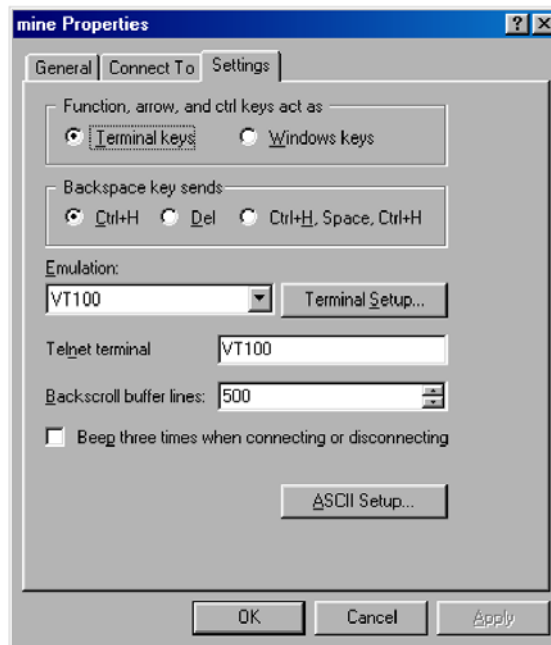 mine Properties
General Connect To Settings
Function, arrow, and ctrl keys act as
Terminal keys Windows keys
Backspace key sends
Ctrl+H Del Ctrl+H, Space, Ctrl+H
Emulation:
VT100 Terminal Setup...
Telnet terminal VT100
Backscroll buffer lines: 500
Beep three times when connecting or disconnecting
ASCII Setup...
OK Cancel Apply